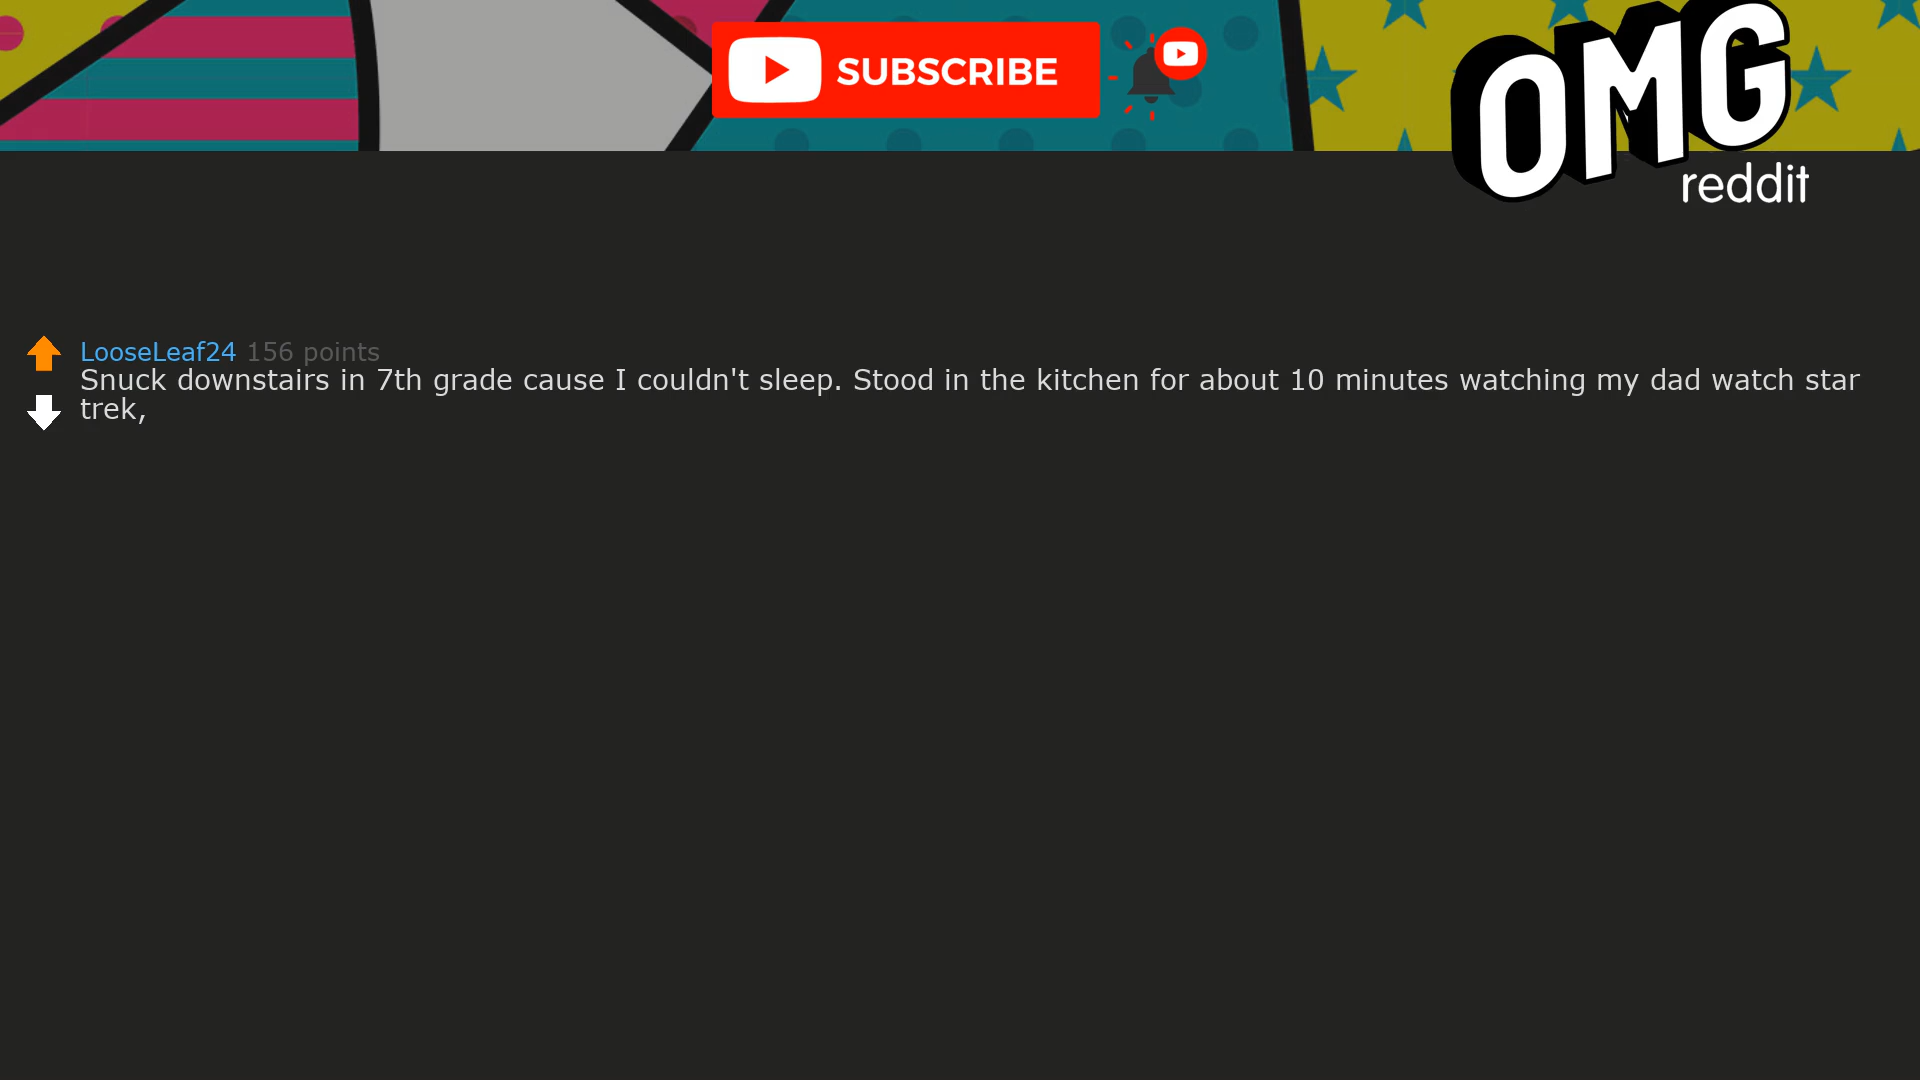 SUBSCRIBE
OMG
reddit
LooseLeaf24 156 points
Snuck downstairs in 7th grade cause I couldn't sleep. Stood in the kitchen for about 10 minutes watching my dad watch star
trek,